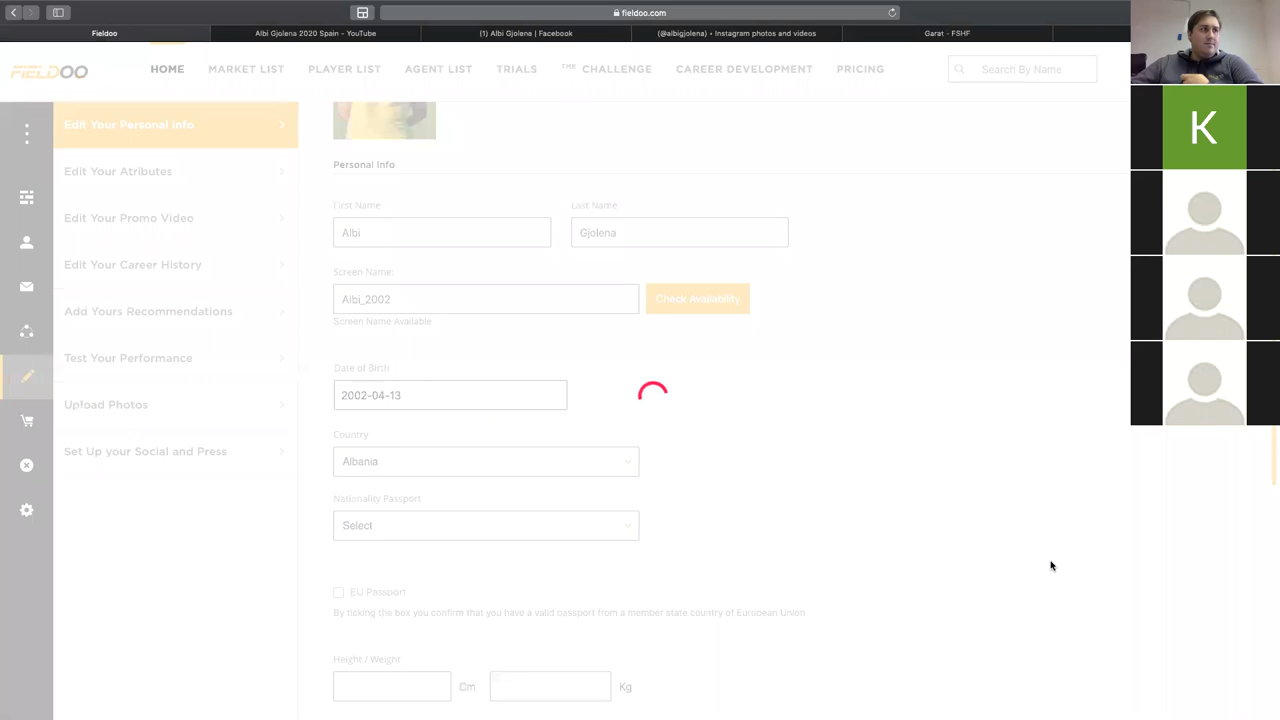 fieldoo.com
Fieldoo
Albi Gjolena 2020 Spain - YouTube
(1) Albi Gjolena | Facebook
(@albigjolena) • Instagram photos and videos
Garat - FSHF
FIELDOO
HOME
MARKET LIST
PLAYER LIST
AGENT LIST
TRIALS
THE CHALLENGE
CAREER DEVELOPMENT
PRICING
Search By Name
Edit Your Personal Info
Edit Your Atributes
Edit Your Promo Video
Edit Your Career History
Add Yours Recommendations
Test Your Performance
Upload Photos
Set Up your Social and Press
Personal Info
First Name
Last Name
Albi
Gjolena
Screen Name:
Albi_2002
Check Availability
Screen Name Available
Date of Birth
2002-04-13
Country
Albania
Nationality Passport
Select
EU Passport
By ticking the box you confirm that you have a valid passport from a member state country of European Union
Height / Weight
Cm
Kg
K